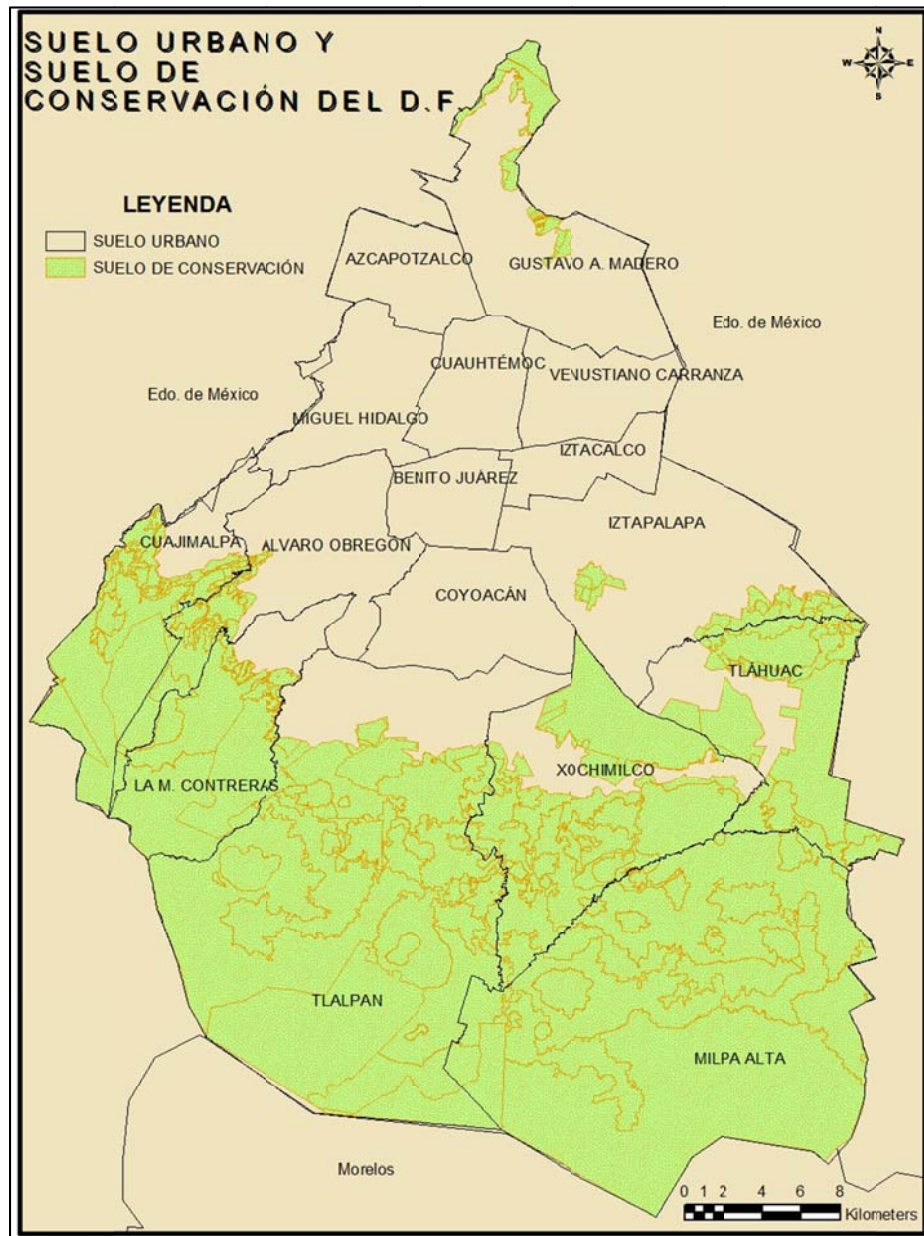 SUELO URBANO Y
SUELO DE
CONSERVACIÓN DEL D.F.
N
W E
S
LEYENDA
SUELO URBANO
SUELO DE CONSERVACIÓN
AZCAPOTZALCO
GUSTAVO A. MADERO
Edo. de México
CUAUHTÉMOC
VENUSTIANO CARRANZA
Edo. de México
MIGUEL HIDALGO
IZTACALCO
BENITO JUÁREZ
IZTAPALAPA
CUAJIMALPA
ALVARO OBREGÓN
COYOACÁN
TLÁHUAC
XOCHIMILCO
LA M. CONTRERAS
TLALPAN
MILPA ALTA
Morelos
0 1 2 4 6 8
Kilometers